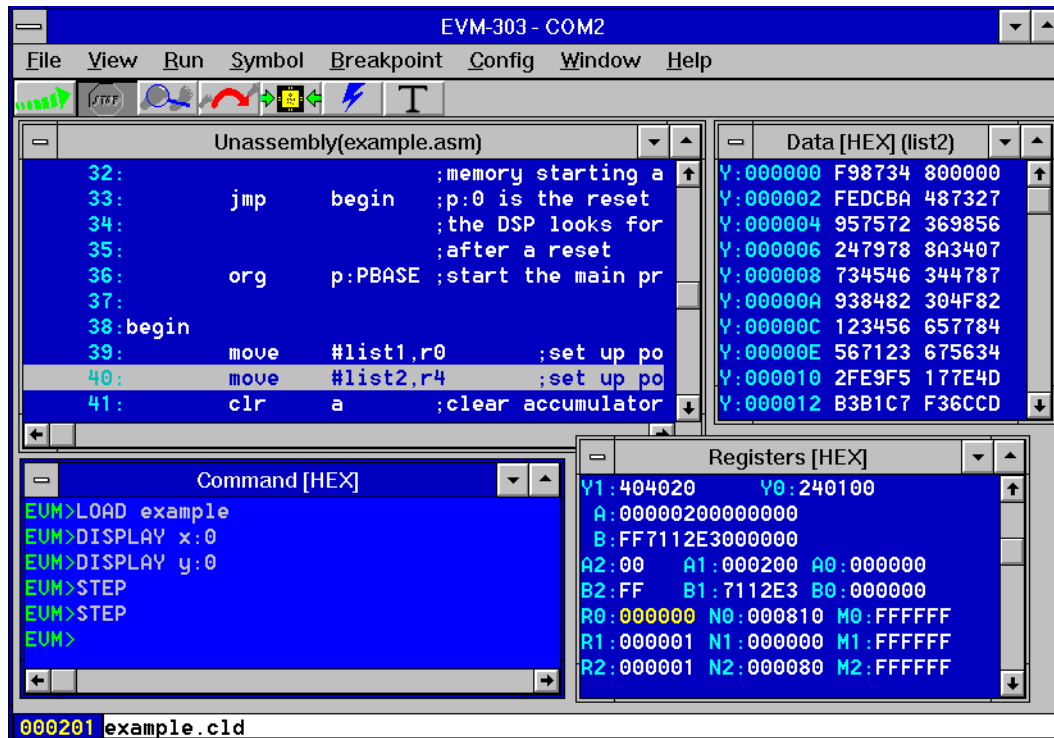 EVM-303 - COM2
File View Run Symbol Breakpoint Config Window Help
STOP T
Unassembly(example.asm)
32: ;memory starting a
33: jmp begin ;p:0 is the reset
34: ;the DSP looks for
35: ;after a reset
36: org p:PBASE ;start the main pr
37:
38:begin
39: move #list1,r0 ;set up po
40: move #list2,r4 ;set up po
41: clr a ;clear accumulator
Data [HEX] (list2)
Y:000000 F98734 800000
Y:000002 FEDCBA 487327
Y:000004 957572 369856
Y:000006 247978 8A3407
Y:000008 734546 344787
Y:00000A 938482 304F82
Y:00000C 123456 657784
Y:00000E 567123 675634
Y:000010 2FE9F5 177E4D
Y:000012 B3B1C7 F36CCD
Command [HEX]
EVM>LOAD example
EVM>DISPLAY x:0
EVM>DISPLAY y:0
EVM>STEP
EVM>STEP
EVM>
Registers [HEX]
Y1:404020 Y0:240100
A:00000200000000
B:FF7112E3000000
A2:00 A1:000200 A0:000000
B2:FF B1:7112E3 B0:000000
R0:000000 N0:000810 M0:FFFFFF
R1:000001 N1:000000 M1:FFFFFF
R2:000001 N2:000080 M2:FFFFFF
000201 example.cld